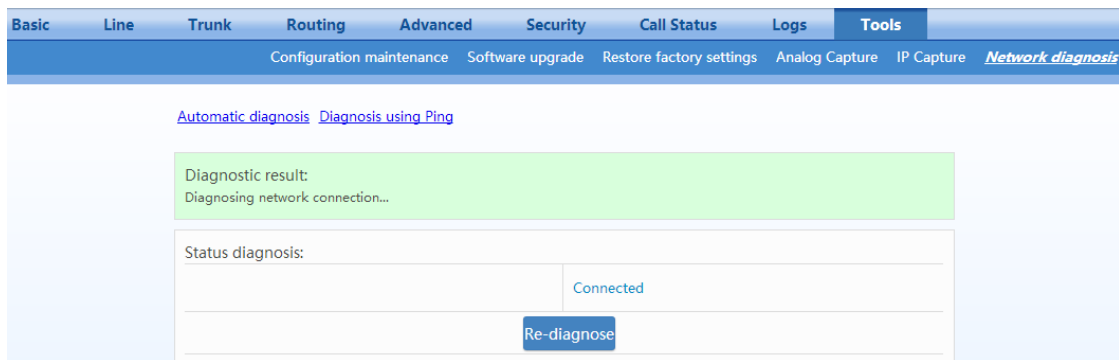 Basic Line Trunk Routing Advanced Security Call Status Logs Tools
Configuration maintenance Software upgrade Restore factory settings Analog Capture IP Capture Network diagnosis
Automatic diagnosis Diagnosis using Ping
Diagnostic result:
Diagnosing network connection...
Status diagnosis:
Connected
Re-diagnose